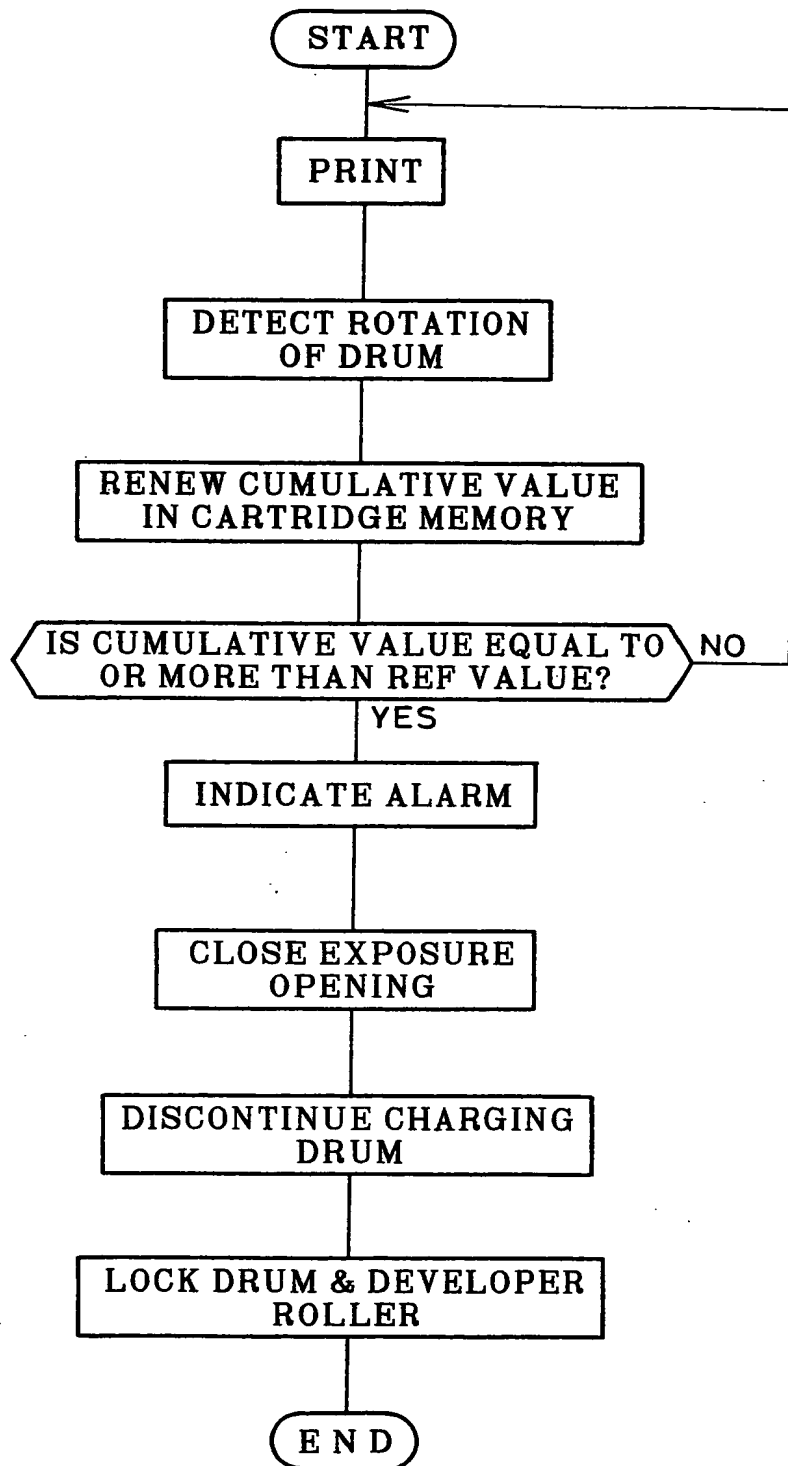 START
PRINT
DETECT ROTATION
OF DRUM
RENEW CUMULATIVE VALUE
IN CARTRIDGE MEMORY
IS CUMULATIVE VALUE EQUAL TO
OR MORE THAN REF VALUE?
NO
YES
INDICATE ALARM
CLOSE EXPOSURE
OPENING
DISCONTINUE CHARGING
DRUM
LOCK DRUM & DEVELOPER
ROLLER
END